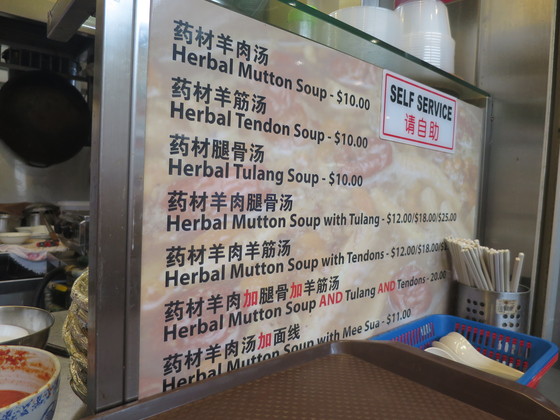 药材羊肉汤
Herbal Mutton Soup - $10.00
药材羊筋汤
Herbal Tendon Soup - $10.00
药材腿骨汤
Herbal Tulang Soup - $10.00
药材羊肉腿骨汤
Herbal Mutton Soup with Tulang - $12.00/$18.00/$25.00
药材羊肉羊筋汤
Herbal Mutton Soup with Tendons - $12.00/$18.00
药材羊肉加腿骨加羊筋汤
Herbal Mutton Soup AND Tulang AND Tendons - 20.00
药材羊肉汤加面线
Herbal Mutton Soup with Mee Sua - $11.00
SELF SERVICE
请自助